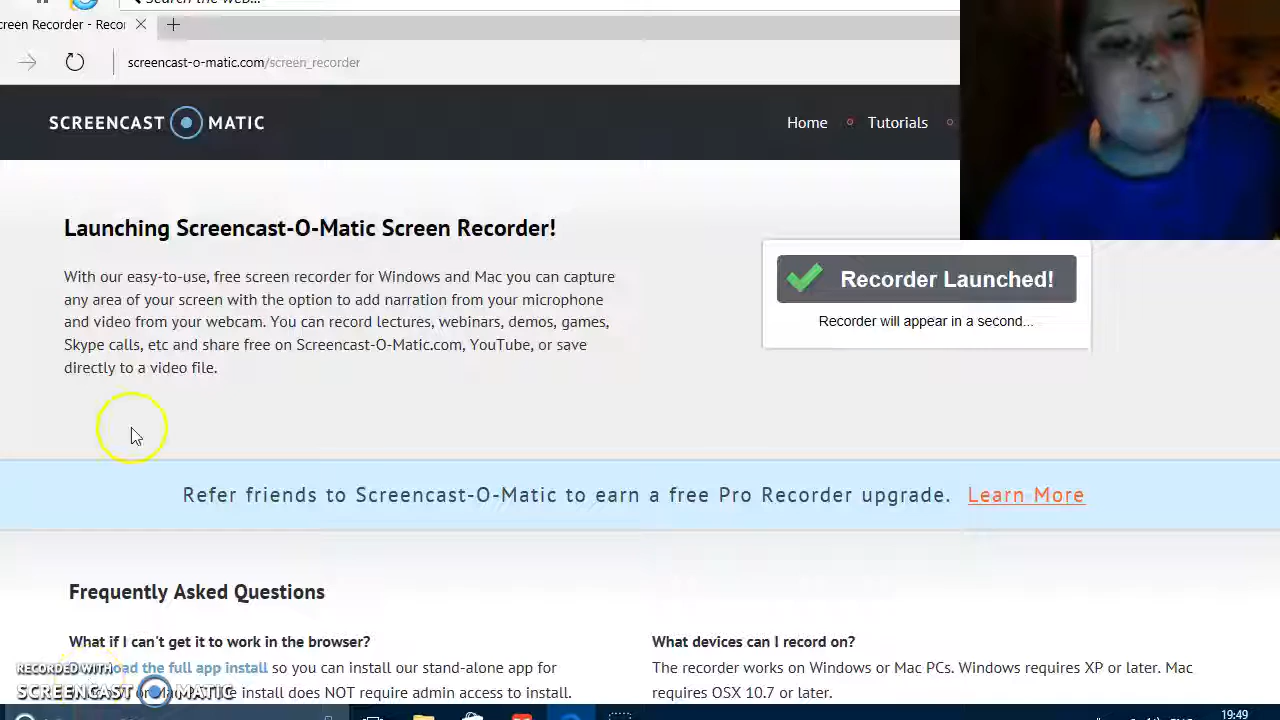 Search the web...
creen Recorder - Recor
screencast-o-matic.com/screen_recorder
SCREENCAST MATIC
Home Tutorials
Launching Screencast-O-Matic Screen Recorder!
With our easy-to-use, free screen recorder for Windows and Mac you can capture
any area of your screen with the option to add narration from your microphone
and video from your webcam. You can record lectures, webinars, demos, games,
Skype calls, etc and share free on Screencast-O-Matic.com, YouTube, or save
directly to a video file.
Recorder Launched!
Recorder will appear in a second...
Refer friends to Screencast-O-Matic to earn a free Pro Recorder upgrade. Learn More
Frequently Asked Questions
What if I can't get it to work in the browser?
oad the full app install so you can install our stand-alone app for
install does NOT require admin access to install.
What devices can I record on?
The recorder works on Windows or Mac PCs. Windows requires XP or later. Mac
requires OSX 10.7 or later.
RECORDED WITH
SCREENCAST MATIC
19:49